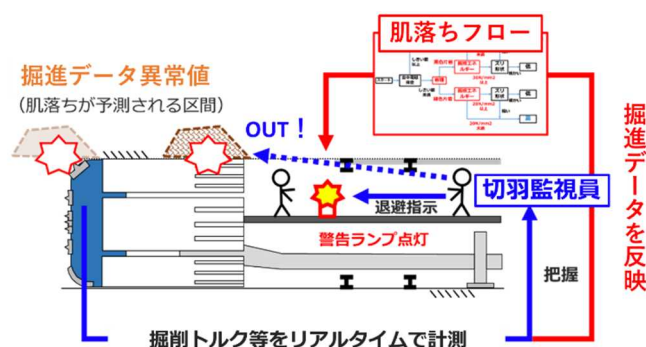 肌落ちフロー
掘進データ異常値
(肌落ちが予測される区間)
OUT！
切羽監視員
退避指示
警告ランプ点灯
把握
掘進データを反映
掘削トルク等をリアルタイムで計測